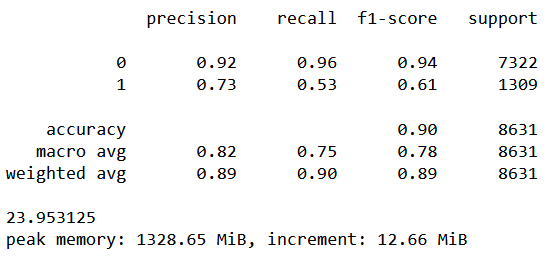 precision recall f1-score support
0 0.92 0.96 0.94 7322
1 0.73 0.53 0.61 1309
accuracy 0.90 8631
macro avg 0.82 0.75 0.78 8631
weighted avg 0.89 0.90 0.89 8631
23.953125
peak memory: 1328.65 MiB, increment: 12.66 MiB